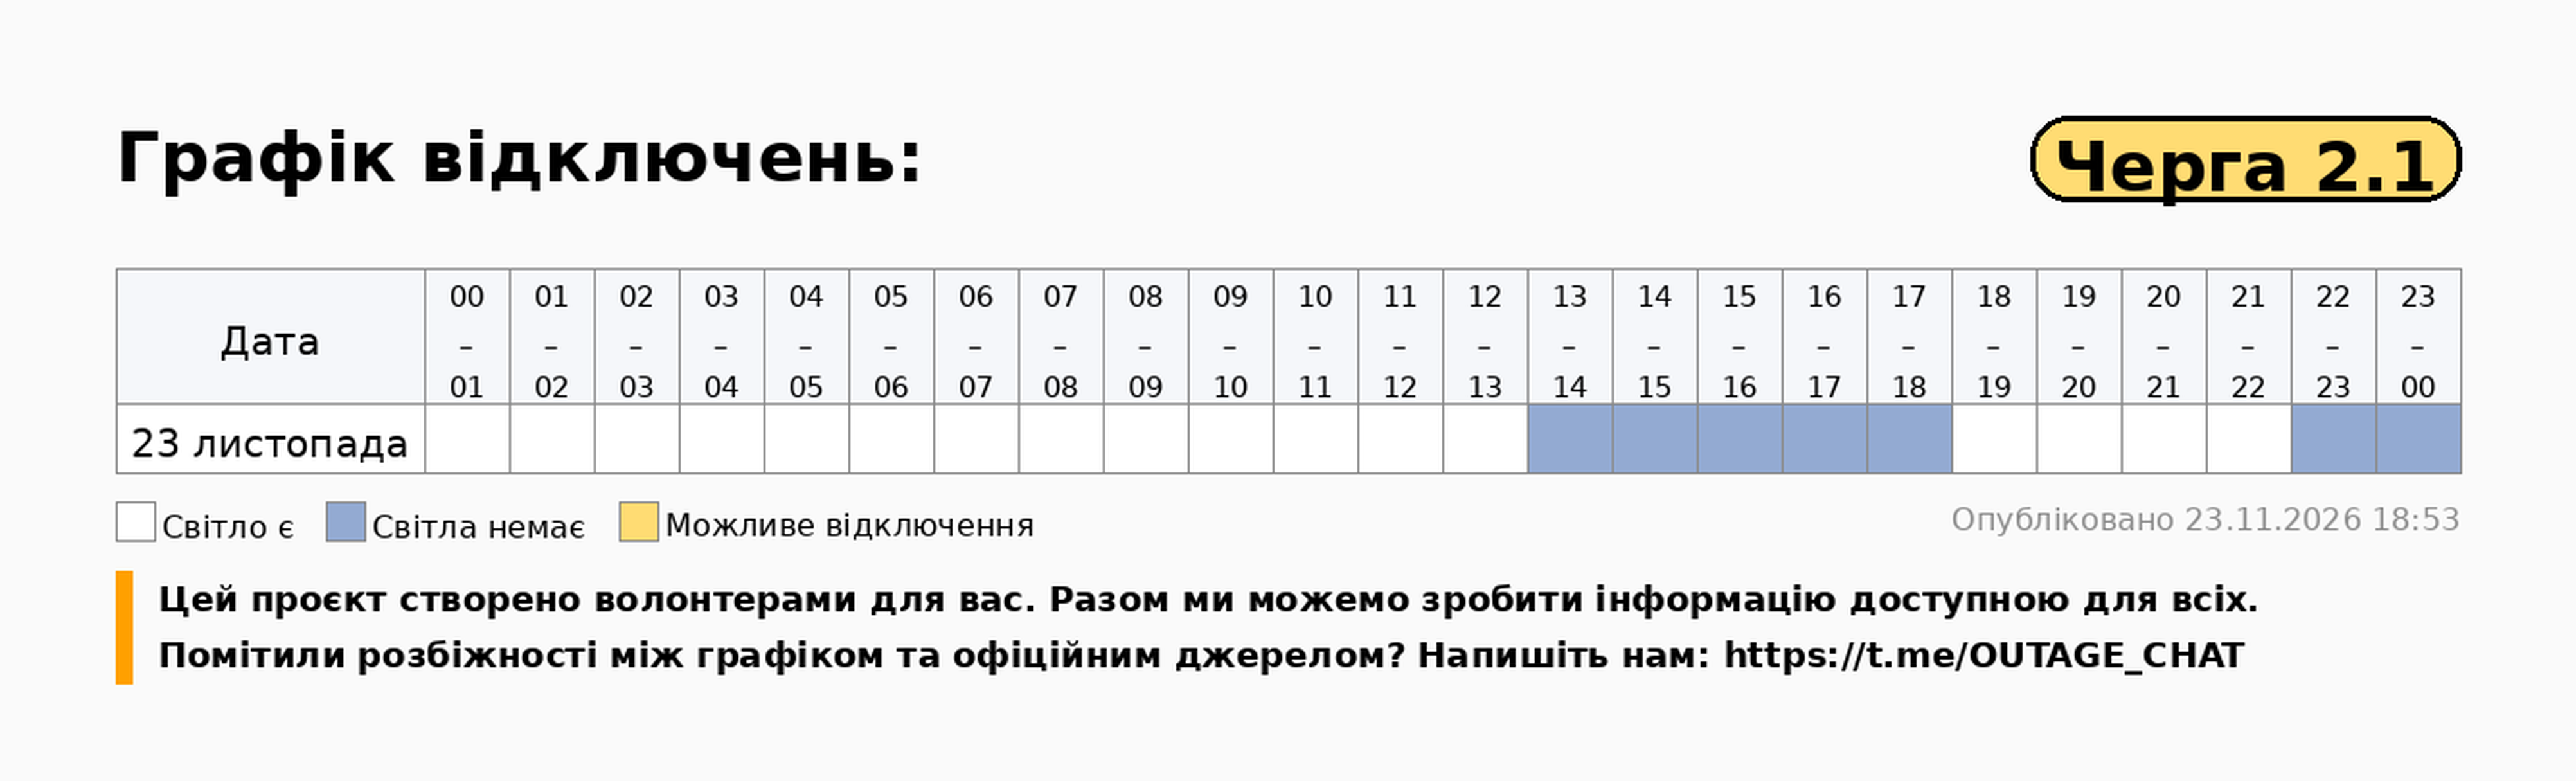 Графік відключень:
Черга 2.1
Дата
00 – 01
01 – 02
02 – 03
03 – 04
04 – 05
05 – 06
06 – 07
07 – 08
08 – 09
09 – 10
10 – 11
11 – 12
12 – 13
13 – 14
14 – 15
15 – 16
16 – 17
17 – 18
18 – 19
19 – 20
20 – 21
21 – 22
22 – 23
23 – 00
23 листопада
Світло є
Світла немає
Можливе відключення
Опубліковано 23.11.2026 18:53
Цей проєкт створено волонтерами для вас. Разом ми можемо зробити інформацію доступною для всіх.
Помітили розбіжності між графіком та офіційним джерелом? Напишіть нам: https://t.me/OUTAGE_CHAT